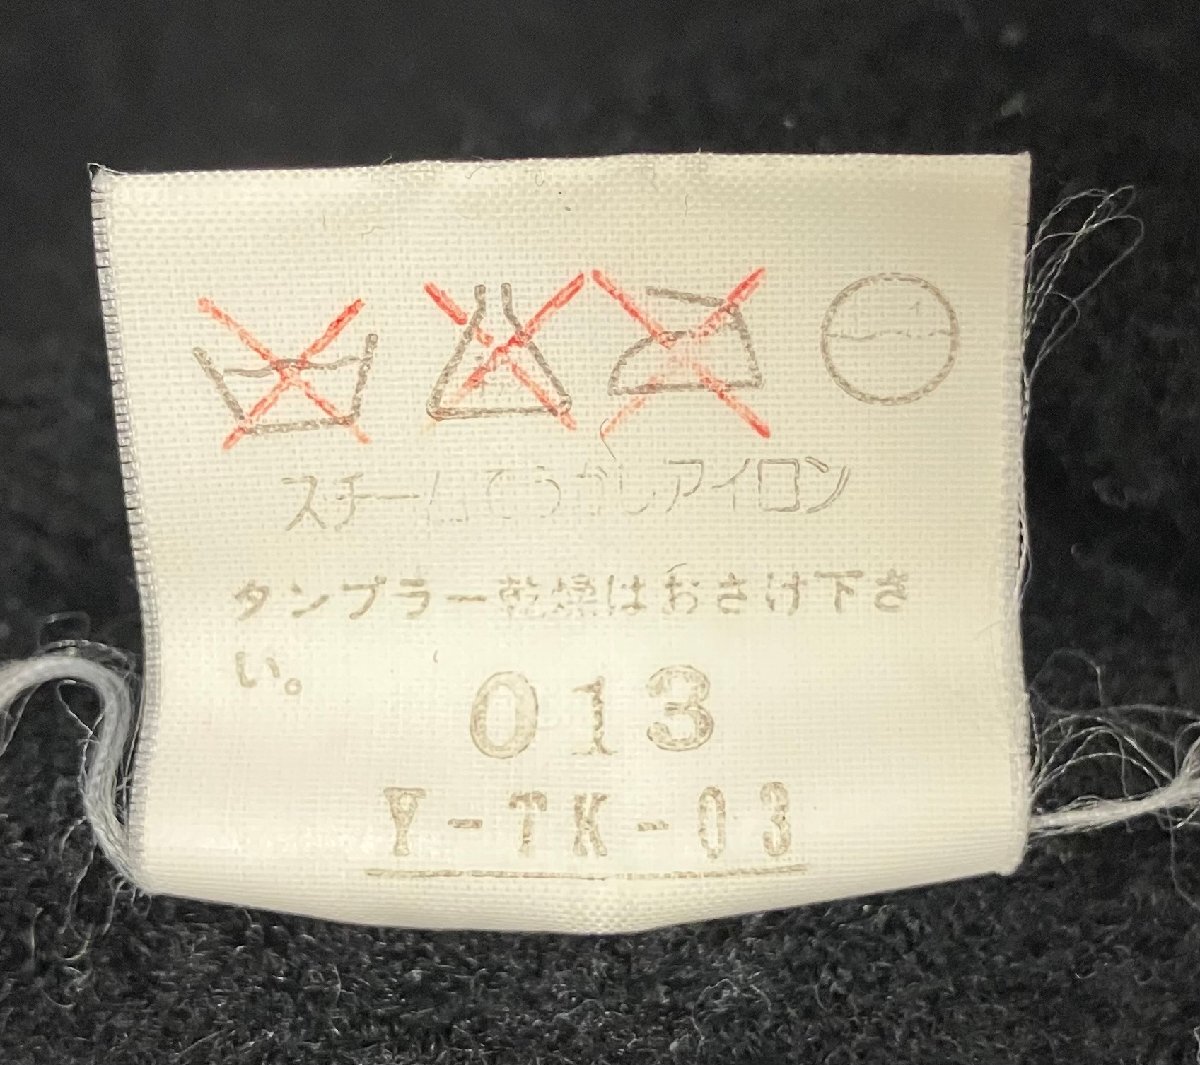 スチームでうかしアイロン
タンブラー乾燥はおさけ下さ
い。
013
Y-TK-03